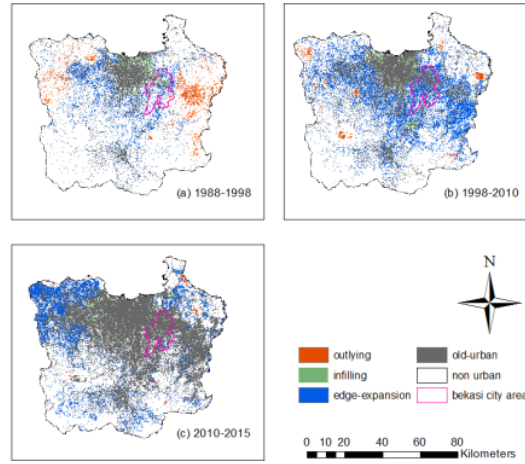 (a) 1988-1998
(b) 1998-2010
(c) 2010-2015
N
outlying
infilling
edge-expansion
old-urban
non urban
bekasi city area
0 5 10 20 40 60 80
Kilometers